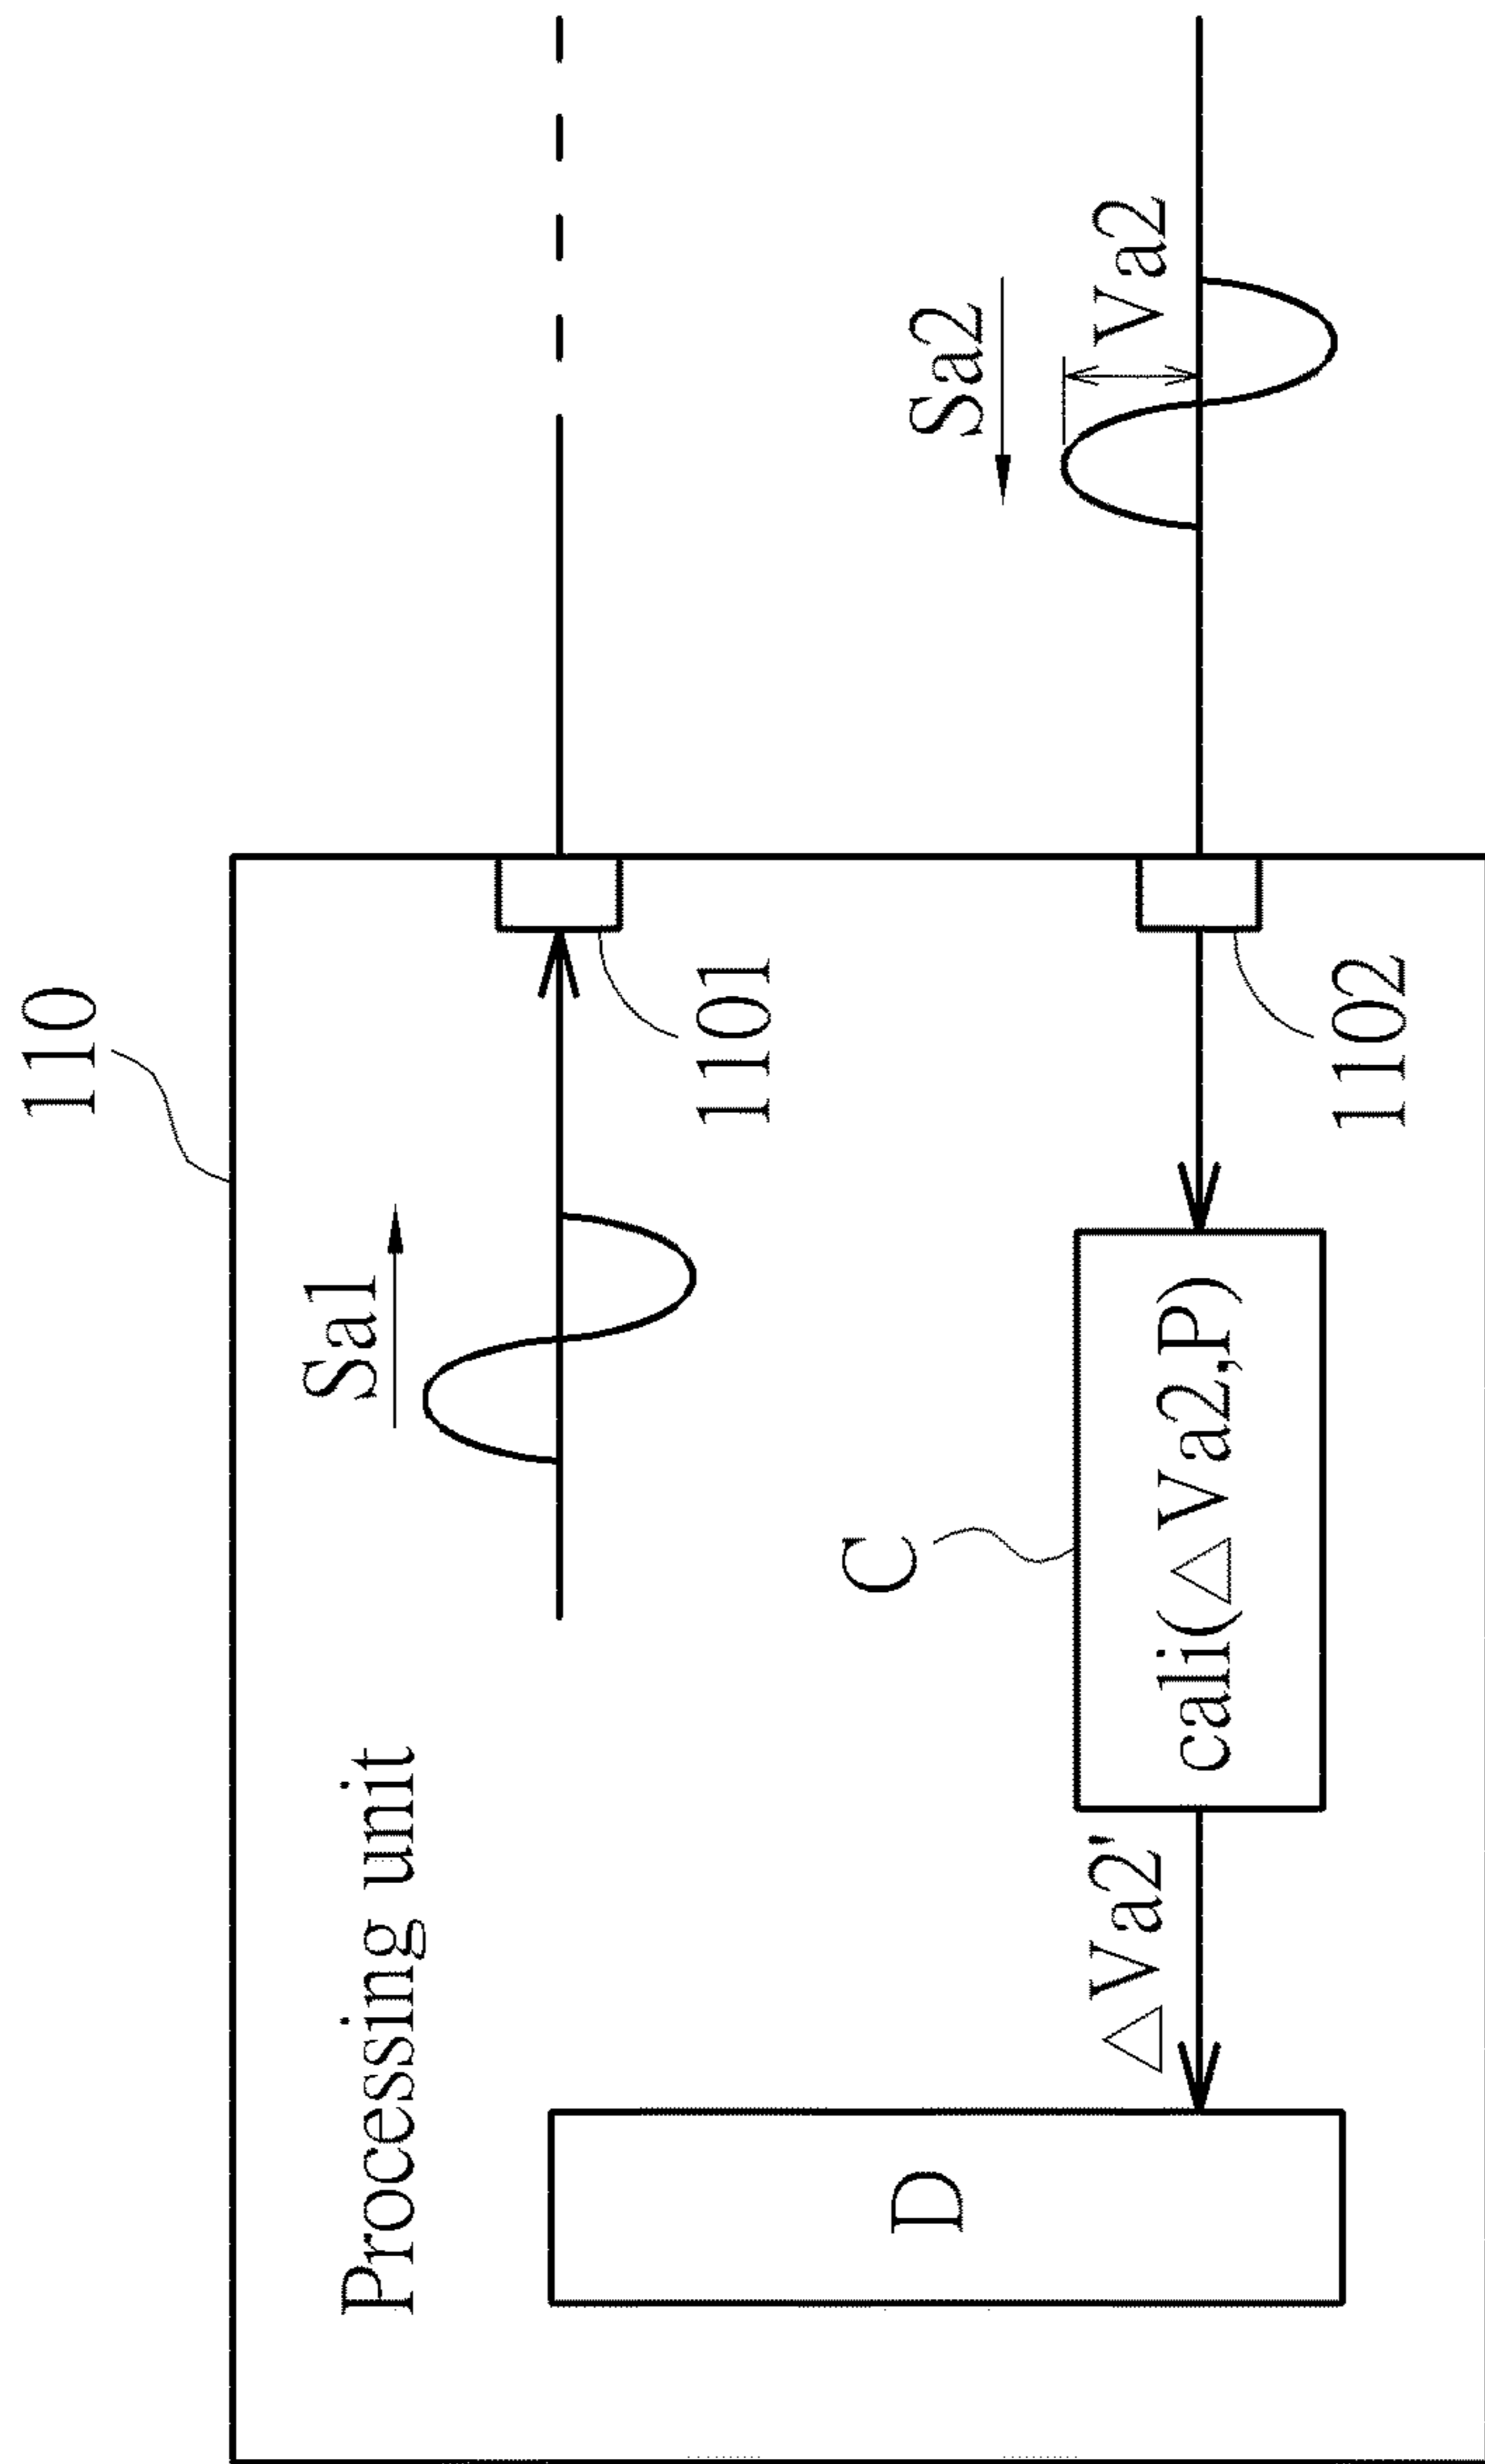 110
Processing unit
Sa1
1101
Sa2
Va2
C
1102
D
△Va2'
cali(△Va2,P)